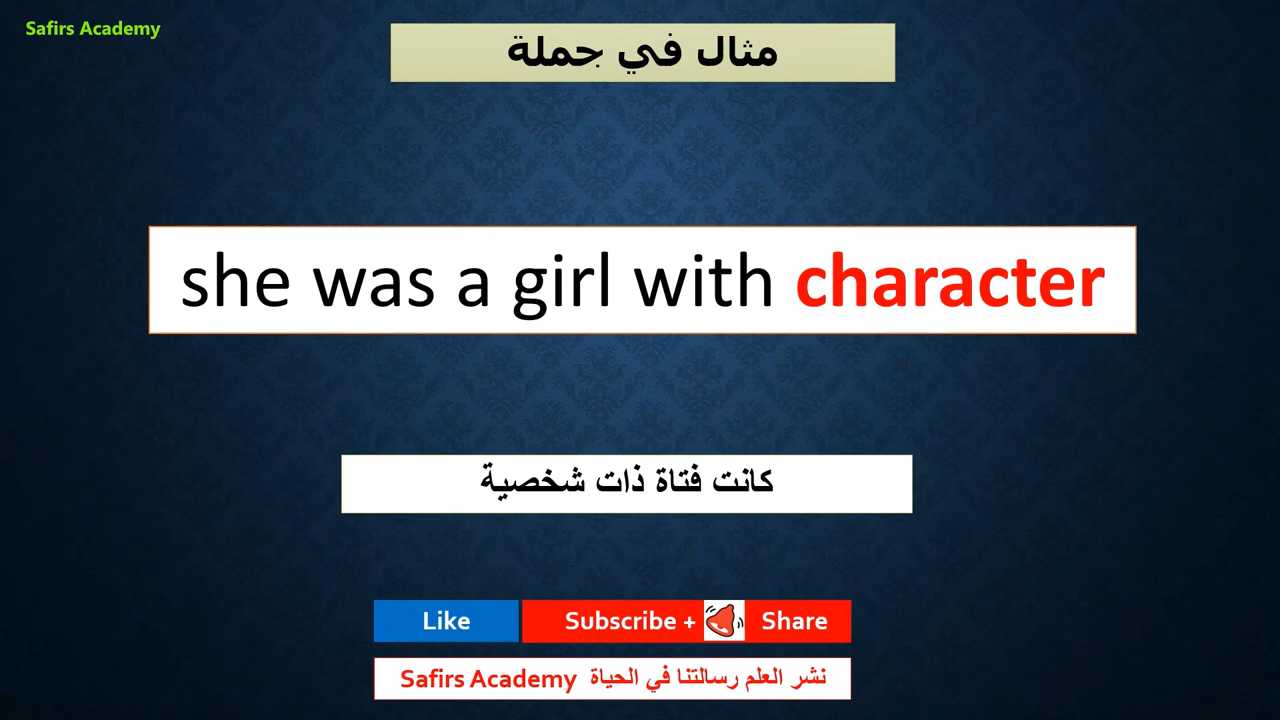 Safirs Academy
مثال في جملة
she was a girl with character
كانت فتاة ذات شخصية
Like Subscribe + Share
Safirs Academy نشر العلم رسالتنا في الحياة